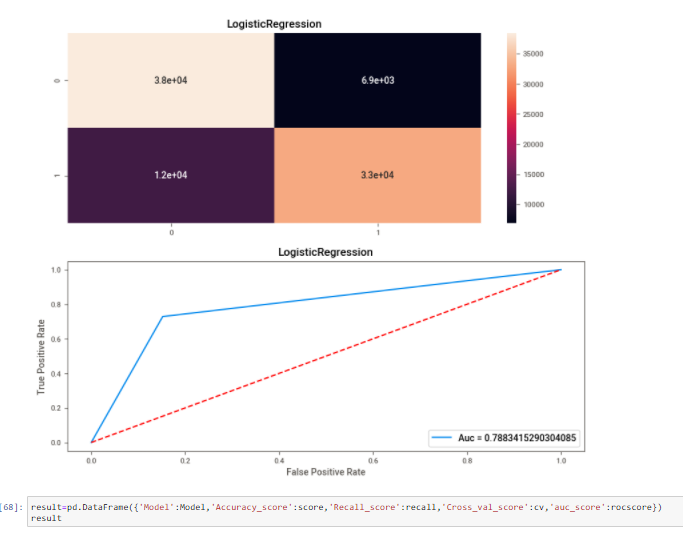 LogisticRegression
0
3.8e+04
6.9e+03
1
1.2e+04
3.3e+04
0
1
35000
30000
25000
20000
15000
10000
LogisticRegression
True Positive Rate
1.0
0.8
0.6
0.4
0.2
0.0
Auc = 0.7883415290304085
0.0
0.2
0.4
0.6
0.8
1.0
False Positive Rate
[68]: result=pd.DataFrame({'Model':Model,'Accuracy_score':score,'Recall_score':recall,'Cross_val_score':cv,'auc_score':rocscore})
result